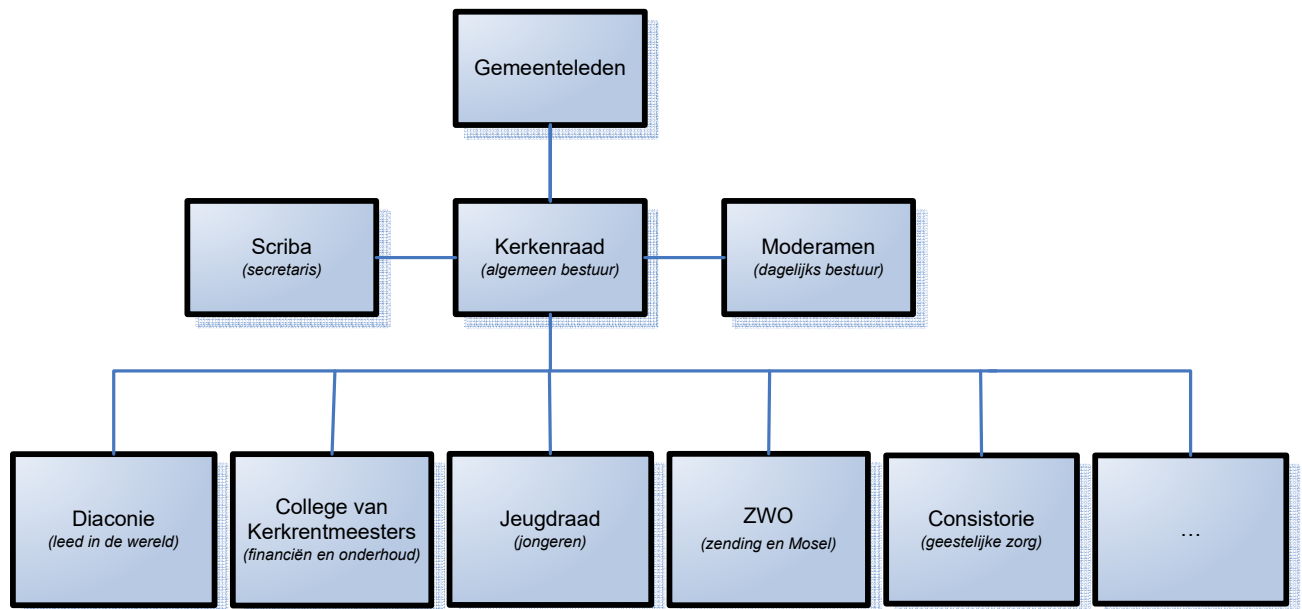 Gemeenteleden
Scriba
(secretaris)
Kerkenraad
(algemeen bestuur)
Moderamen
(dagelijks bestuur)
Diaconie
(leed in de wereld)
College van
Kerkrentmeesters
(financiën en onderhoud)
Jeugdraad
(jongeren)
ZWO
(zending en Mosel)
Consistorie
(geestelijke zorg)
...